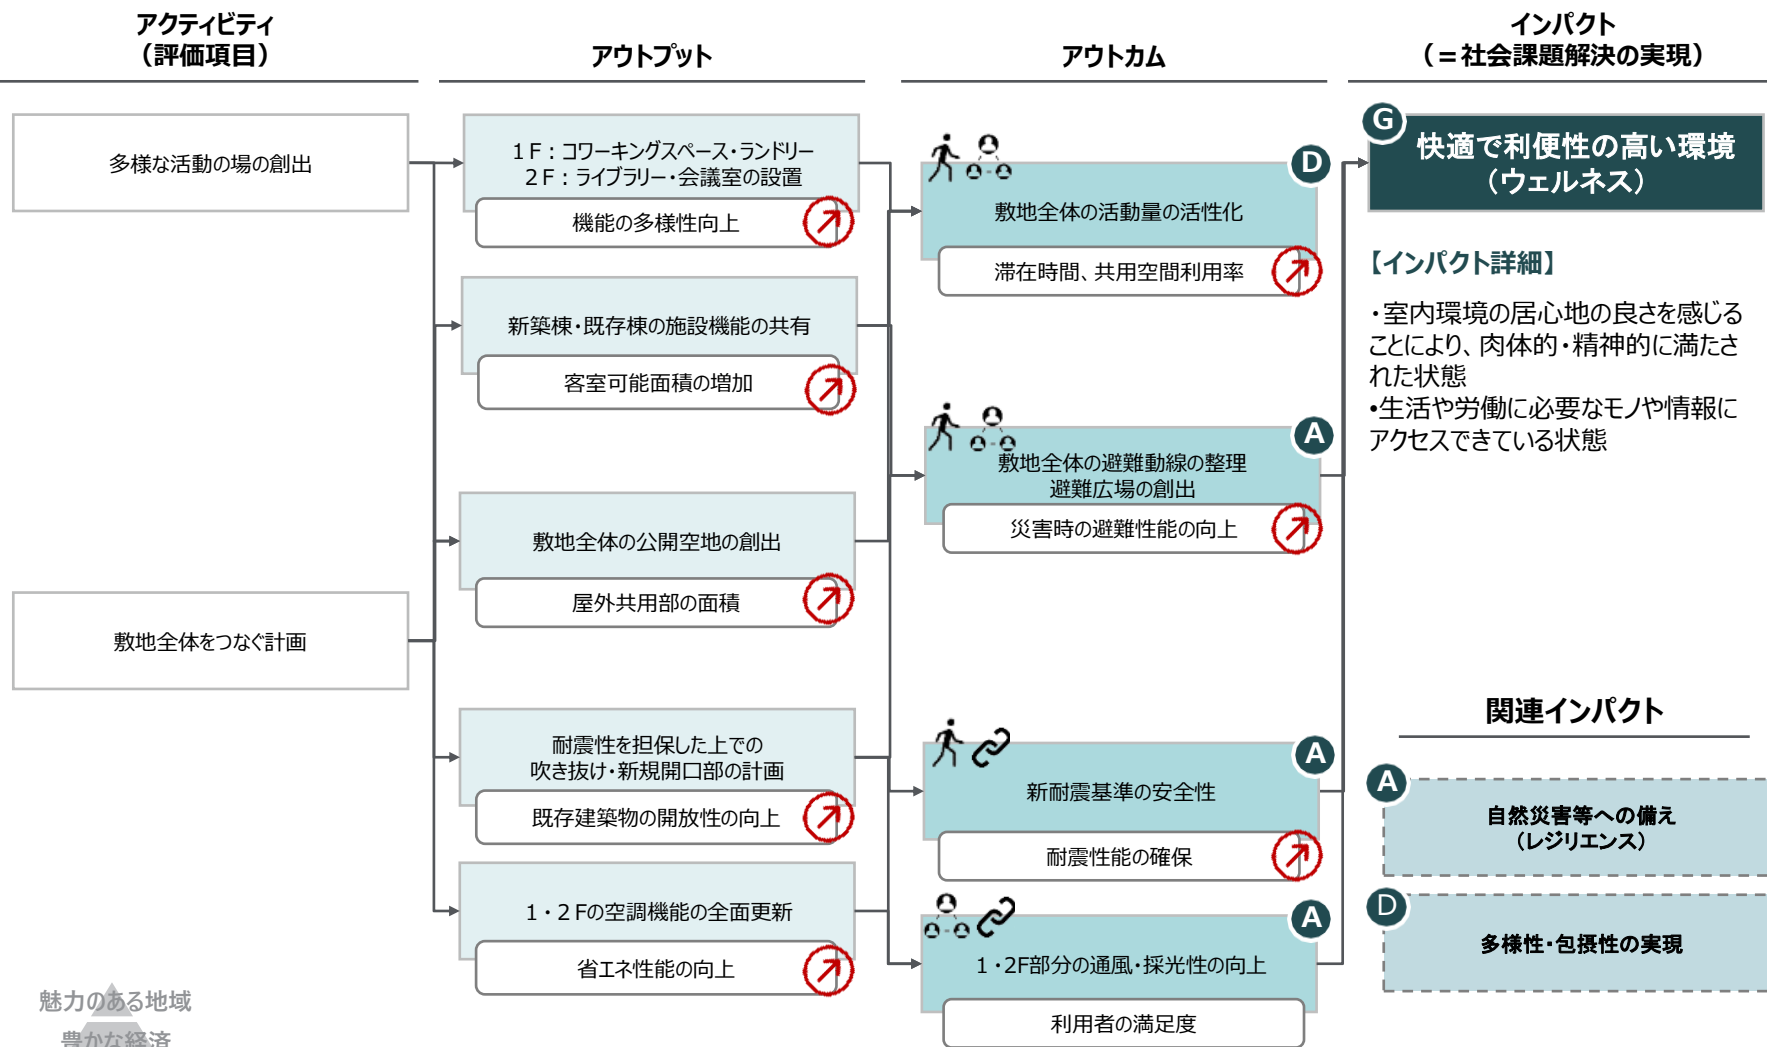 アクティビティ
（評価項目）
アウトプット
アウトカム
インパクト
（＝社会課題解決の実現）
多様な活動の場の創出
敷地全体をつなぐ計画
1F：コワーキングスペース・ランドリー
2F：ライブラリー・会議室の設置
機能の多様性向上
新築棟・既存棟の施設機能の共有
客室可能面積の増加
敷地全体の公開空地の創出
屋外共用部の面積
耐震性を担保した上での
吹き抜け・新規開口部の計画
既存建築物の開放性の向上
1・2Fの空調機能の全面更新
省エネ性能の向上
D
敷地全体の活動量の活性化
滞在時間、共用空間利用率
A
敷地全体の避難動線の整理
避難広場の創出
災害時の避難性能の向上
A
新耐震基準の安全性
耐震性能の確保
A
1・2F部分の通風・採光性の向上
利用者の満足度
G
快適で利便性の高い環境
（ウェルネス）
【インパクト詳細】
・室内環境の居心地の良さを感じる
ことにより、肉体的・精神的に満たさ
れた状態
•生活や労働に必要なモノや情報に
アクセスできている状態
関連インパクト
A
自然災害等への備え
（レジリエンス）
D
多様性・包摂性の実現
魅力のある地域
豊かな経済